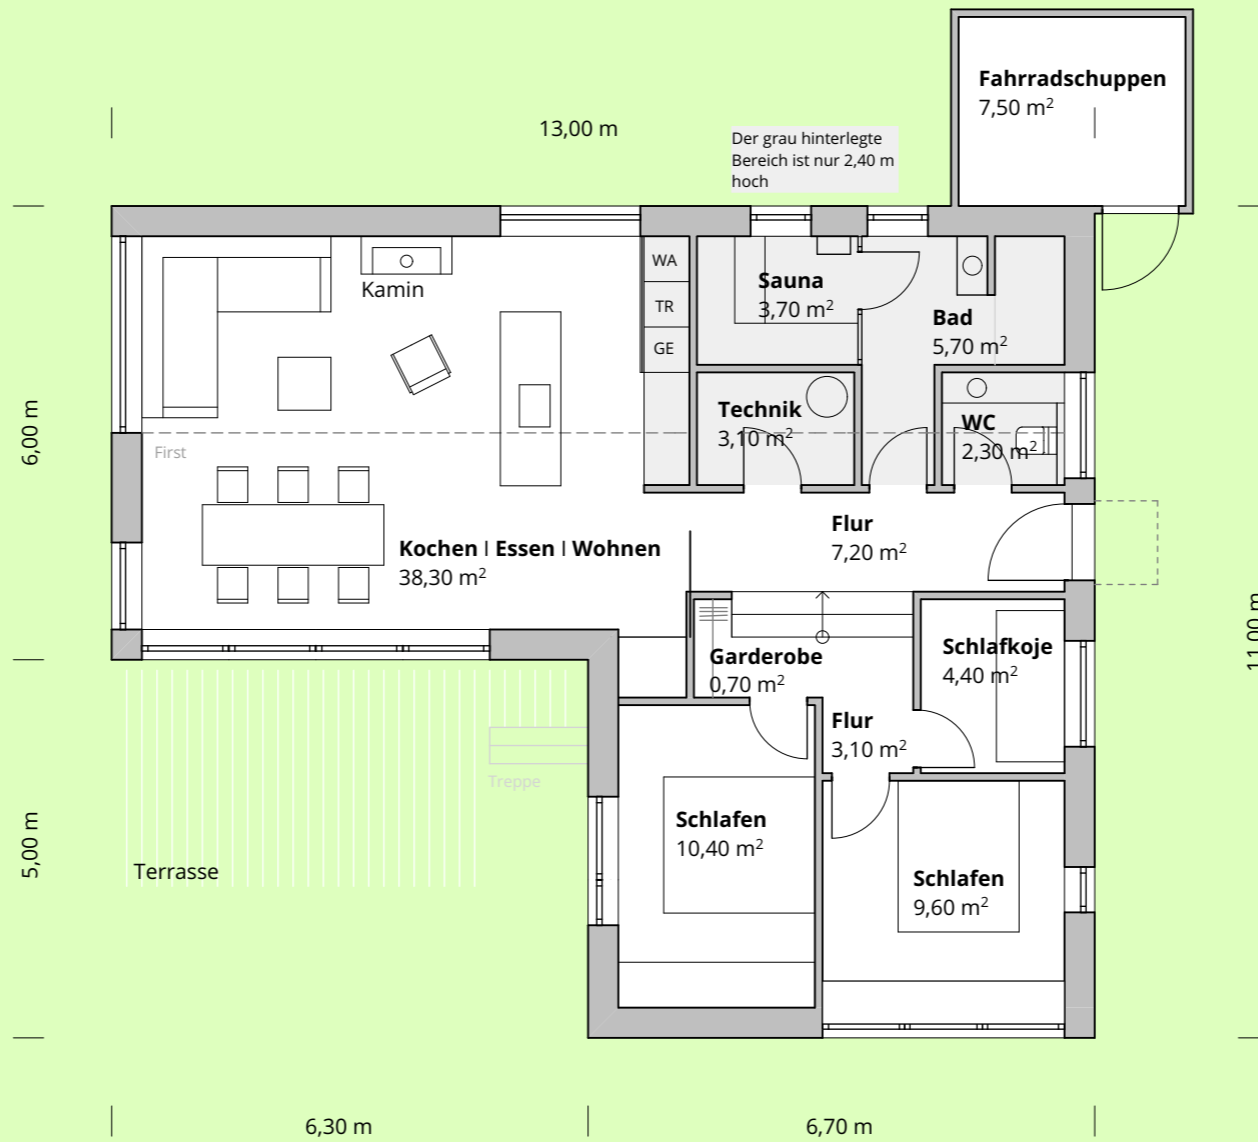 Fahrradschuppen
7,50 m²
13,00 m
Der grau hinterlegte
Bereich ist nur 2,40 m
hoch
WA
TR
GE
Kamin
Sauna
3,70 m²
Bad
5,70 m²
6,00 m
First
Technik
3,10 m²
WC
2,30 m²
Kochen I Essen I Wohnen
38,30 m²
Flur
7,20 m²
11,00 m
Garderobe
0,70 m²
Schlafkoje
4,40 m²
Flur
3,10 m²
Treppe
5,00 m
Terrasse
Schlafen
10,40 m²
Schlafen
9,60 m²
6,30 m
6,70 m